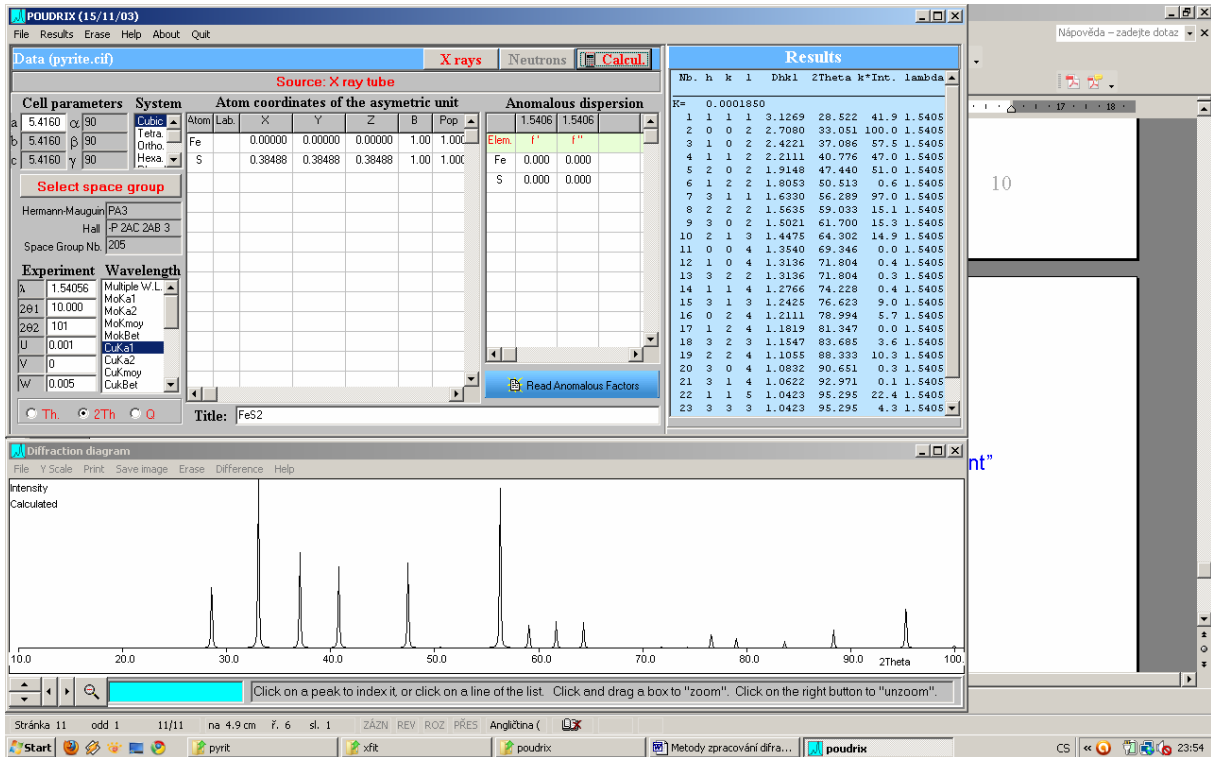 POUDRIX (15/11/03)
File Results Erase Help About Quit
Data (pyrite.cif) X rays Neutrons Calcul.
Source: X ray tube
Cell parameters System
a 5.4160 α 90 Cubic
b 5.4160 β 90 Tetra.
Ortho.
c 5.4160 γ 90 Hexa.
Select space group
Hermann-Mauguin PA3
Hall -P 2AC 2AB 3
Space Group Nb. 205
Experiment Wavelength
λ 1.54056 Multiple W.L.
MoKa1
2θ1 10.000 MoKa2
2θ2 101 MoKmoy
MokBet
U 0.001 CuKa1
V 0 CuKa2
CuKmoy
W 0.005 CukBet
Th. 2Th Q
Atom coordinates of the asymetric unit
Atom Lab. X Y Z B Pop
Fe 0.00000 0.00000 0.00000 1.00 1.000
S 0.38488 0.38488 0.38488 1.00 1.000
Anomalous dispersion
1.5406 1.5406
Elem. f ' f "
Fe 0.000 0.000
S 0.000 0.000
Read Anomalous Factors
Title: FeS2
Results
Nb. h k l Dhkl 2Theta k*Int. lambda
K= 0.0001850
1 1 1 1 3.1269 28.522 41.9 1.5405
2 0 0 2 2.7080 33.051 100.0 1.5405
3 1 0 2 2.4221 37.086 57.5 1.5405
4 1 1 2 2.2111 40.776 47.0 1.5405
5 2 0 2 1.9148 47.440 51.0 1.5405
6 1 2 2 1.8053 50.513 0.6 1.5405
7 3 1 1 1.6330 56.289 97.0 1.5405
8 2 2 2 1.5635 59.033 15.1 1.5405
9 3 0 2 1.5021 61.700 15.3 1.5405
10 2 1 3 1.4475 64.302 14.9 1.5405
11 0 0 4 1.3540 69.346 0.0 1.5405
12 1 0 4 1.3136 71.804 0.4 1.5405
13 3 2 2 1.3136 71.804 0.3 1.5405
14 1 1 4 1.2766 74.228 0.4 1.5405
15 3 1 3 1.2425 76.623 9.0 1.5405
16 0 2 4 1.2111 78.994 5.7 1.5405
17 1 2 4 1.1819 81.347 0.0 1.5405
18 3 2 3 1.1547 83.685 3.6 1.5405
19 2 2 4 1.1055 88.333 10.3 1.5405
20 3 0 4 1.0832 90.651 0.3 1.5405
21 3 1 4 1.0622 92.971 0.1 1.5405
22 1 1 5 1.0423 95.295 22.4 1.5405
23 3 3 3 1.0423 95.295 4.3 1.5405
Nápověda – zadejte dotaz
17 18
10
nt”
Diffraction diagram
File Y Scale Print Save image Erase Difference Help
Intensity
Calculated
10.0 20.0 30.0 40.0 50.0 60.0 70.0 80.0 90.0 2Theta 100.
Click on a peak to index it, or click on a line of the list. Click and drag a box to "zoom". Click on the right button to "unzoom".
Stránka 11 odd 1 11/11 na 4.9 cm ř. 6 sl. 1 ZÁZN REV ROZ PŘES Angličtina (
Start pyrit xfit poudrix Metody zpracování difra... poudrix CS « 23:54